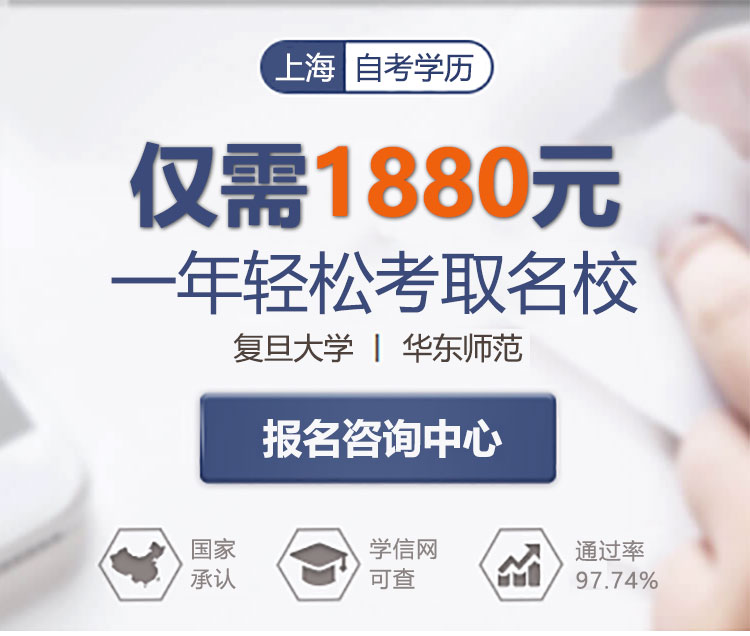 上海 自考学历
仅需1880元
一年轻松考取名校
复旦大学 | 华东师范
报名咨询中心
国家
承认
学信网
可查
通过率
97.74%